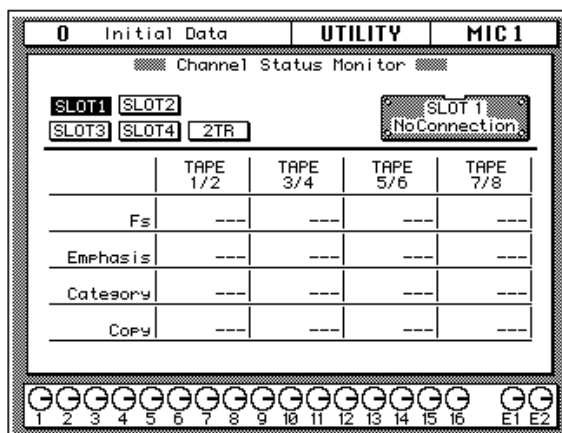 0 Initial Data UTILITY MIC 1
Channel Status Monitor
SLOT1 SLOT2
SLOT3 SLOT4 2TR
SLOT 1
NoConnection
TAPE 1/2 TAPE 3/4 TAPE 5/6 TAPE 7/8
Fs --- --- --- ---
Emphasis --- --- --- ---
Category --- --- --- ---
Copy --- --- --- ---
1 2 3 4 5 6 7 8 9 10 11 12 13 14 15 16 E1 E2